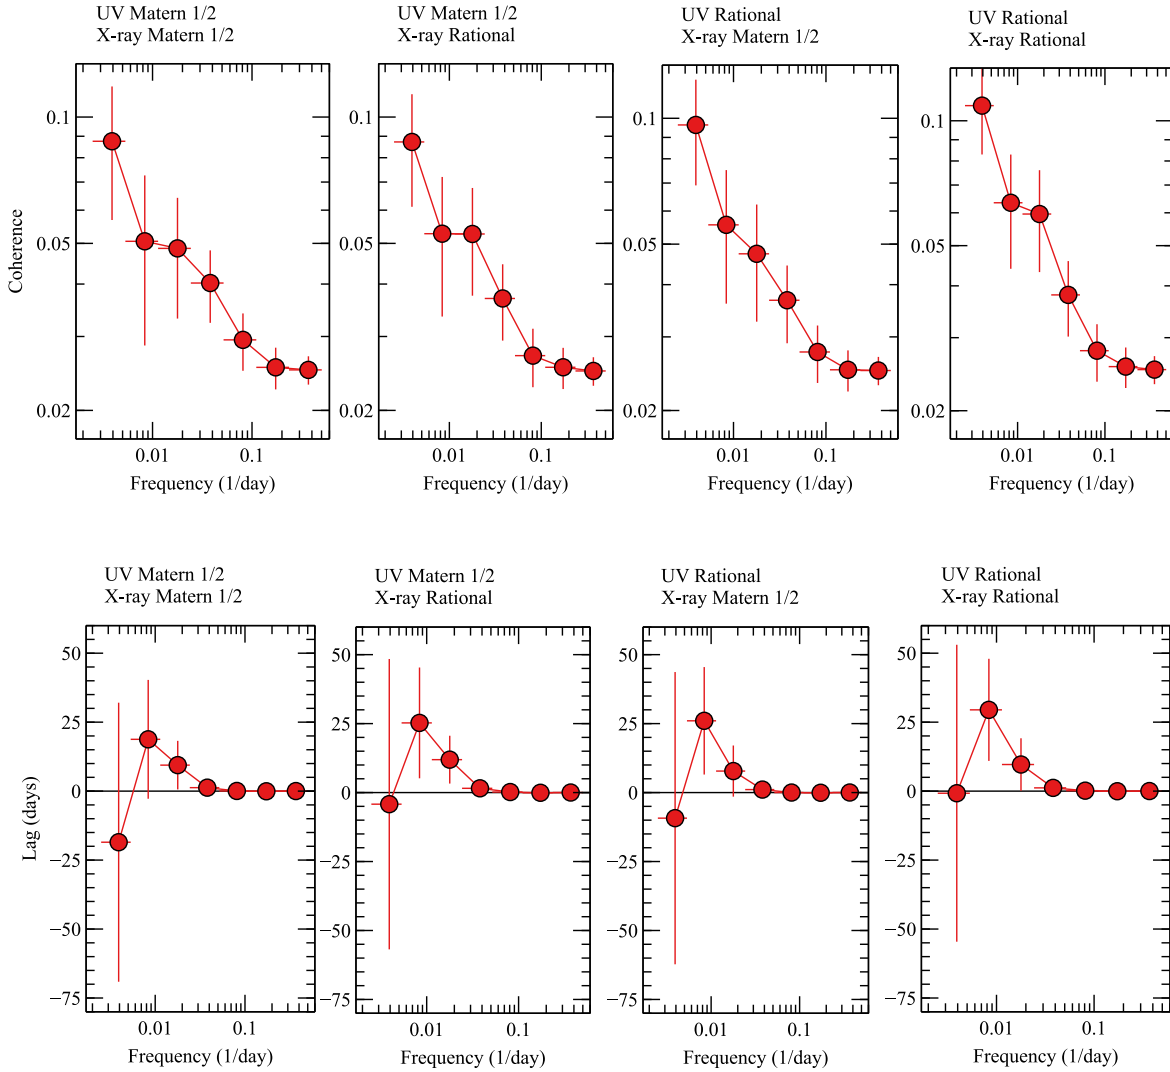 UV Matern 1/2
X-ray Matern 1/2
UV Matern 1/2
X-ray Rational
UV Rational
X-ray Matern 1/2
UV Rational
X-ray Rational
Coherence
0.1
0.05
0.02
0.01
0.1
Frequency (1/day)
0.1
0.05
0.02
0.01
0.1
Frequency (1/day)
0.1
0.05
0.02
0.01
0.1
Frequency (1/day)
0.1
0.05
0.02
0.01
0.1
Frequency (1/day)
UV Matern 1/2
X-ray Matern 1/2
UV Matern 1/2
X-ray Rational
UV Rational
X-ray Matern 1/2
UV Rational
X-ray Rational
Lag (days)
50
25
0
−25
−50
−75
0.01
0.1
Frequency (1/day)
50
25
0
−25
−50
−75
0.01
0.1
Frequency (1/day)
50
25
0
−25
−50
−75
0.01
0.1
Frequency (1/day)
50
25
0
−25
−50
−75
0.01
0.1
Frequency (1/day)